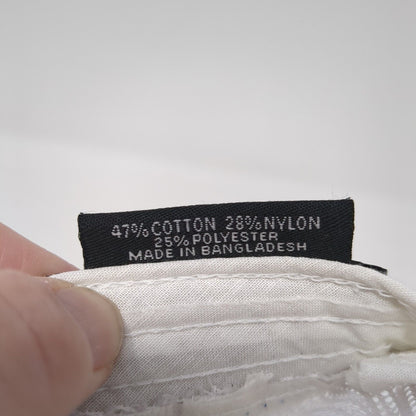 47% COTTON 28% NYLON
25% POLYESTER
MADE IN BANGLADESH